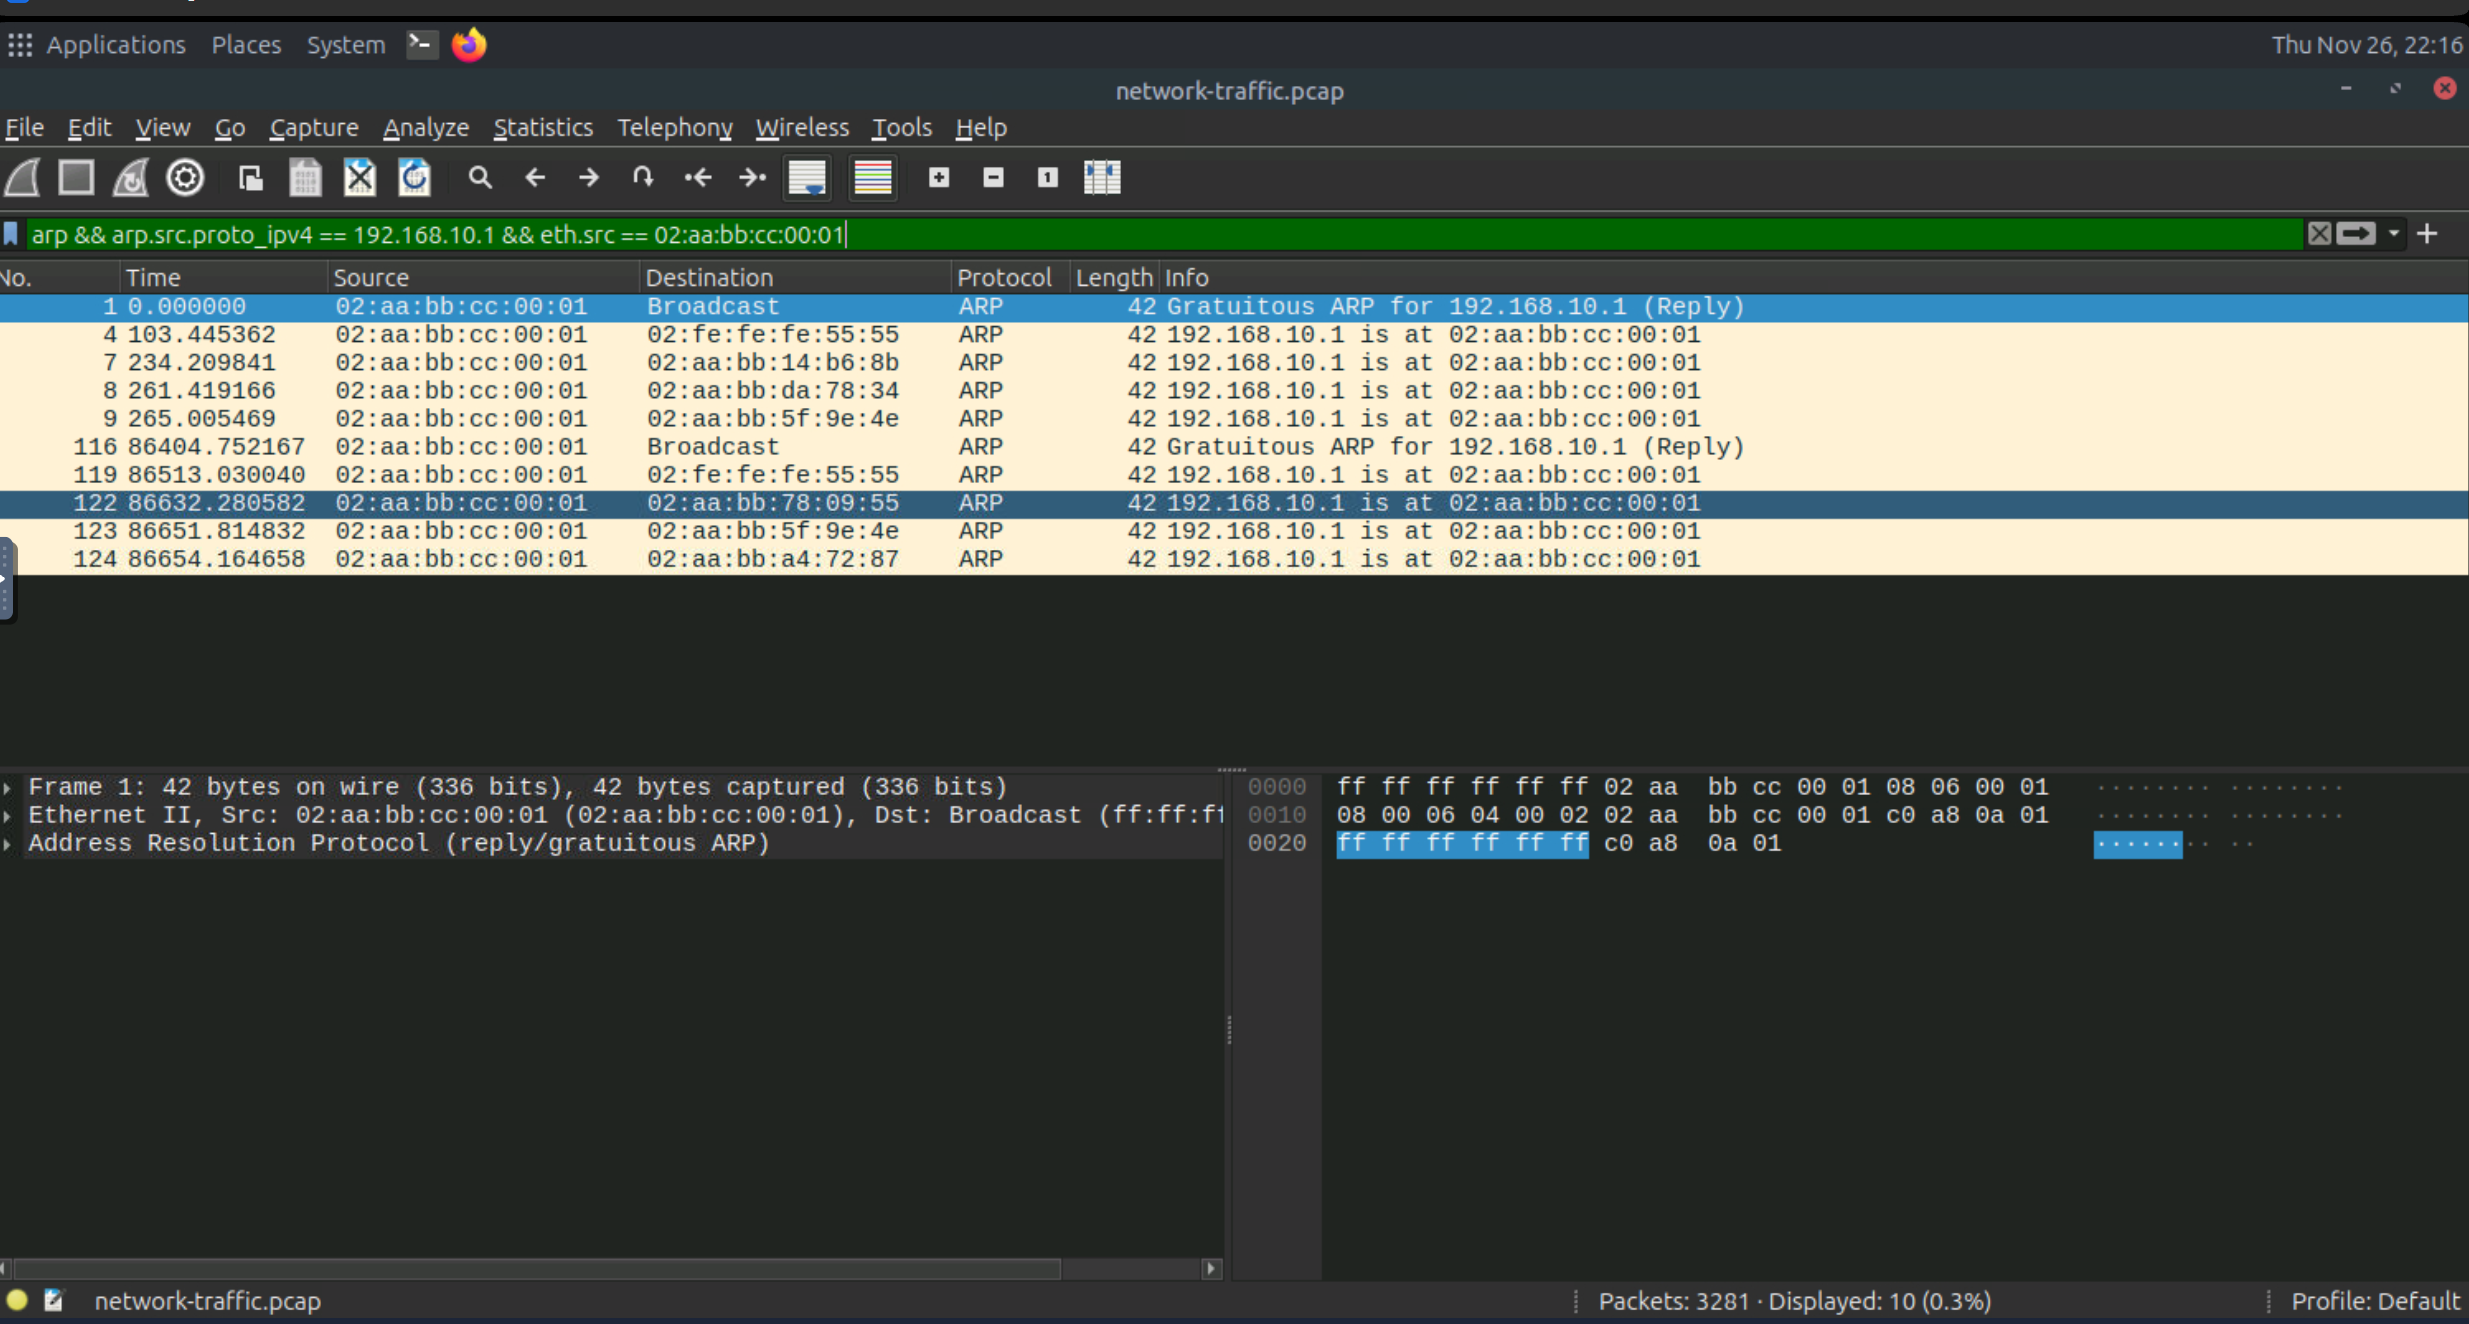 Applications Places System Thu Nov 26, 22:16
network-traffic.pcap
File Edit View Go Capture Analyze Statistics Telephony Wireless Tools Help
arp && arp.src.proto_ipv4 == 192.168.10.1 && eth.src == 02:aa:bb:cc:00:01
No. Time Source Destination Protocol Length Info
1 0.000000 02:aa:bb:cc:00:01 Broadcast ARP 42 Gratuitous ARP for 192.168.10.1 (Reply)
4 103.445362 02:aa:bb:cc:00:01 02:fe:fe:fe:55:55 ARP 42 192.168.10.1 is at 02:aa:bb:cc:00:01
7 234.209841 02:aa:bb:cc:00:01 02:aa:bb:14:b6:8b ARP 42 192.168.10.1 is at 02:aa:bb:cc:00:01
8 261.419166 02:aa:bb:cc:00:01 02:aa:bb:da:78:34 ARP 42 192.168.10.1 is at 02:aa:bb:cc:00:01
9 265.005469 02:aa:bb:cc:00:01 02:aa:bb:5f:9e:4e ARP 42 192.168.10.1 is at 02:aa:bb:cc:00:01
116 86404.752167 02:aa:bb:cc:00:01 Broadcast ARP 42 Gratuitous ARP for 192.168.10.1 (Reply)
119 86513.030040 02:aa:bb:cc:00:01 02:fe:fe:fe:55:55 ARP 42 192.168.10.1 is at 02:aa:bb:cc:00:01
122 86632.280582 02:aa:bb:cc:00:01 02:aa:bb:78:09:55 ARP 42 192.168.10.1 is at 02:aa:bb:cc:00:01
123 86651.814832 02:aa:bb:cc:00:01 02:aa:bb:5f:9e:4e ARP 42 192.168.10.1 is at 02:aa:bb:cc:00:01
124 86654.164658 02:aa:bb:cc:00:01 02:aa:bb:a4:72:87 ARP 42 192.168.10.1 is at 02:aa:bb:cc:00:01
Frame 1: 42 bytes on wire (336 bits), 42 bytes captured (336 bits)
Ethernet II, Src: 02:aa:bb:cc:00:01 (02:aa:bb:cc:00:01), Dst: Broadcast (ff:ff:ff
Address Resolution Protocol (reply/gratuitous ARP)
0000 ff ff ff ff ff ff 02 aa bb cc 00 01 08 06 00 01 ········ ········
0010 08 00 06 04 00 02 02 aa bb cc 00 01 c0 a8 0a 01 ········ ········
0020 ff ff ff ff ff ff c0 a8 0a 01 ········ ··
network-traffic.pcap Packets: 3281 · Displayed: 10 (0.3%) Profile: Default